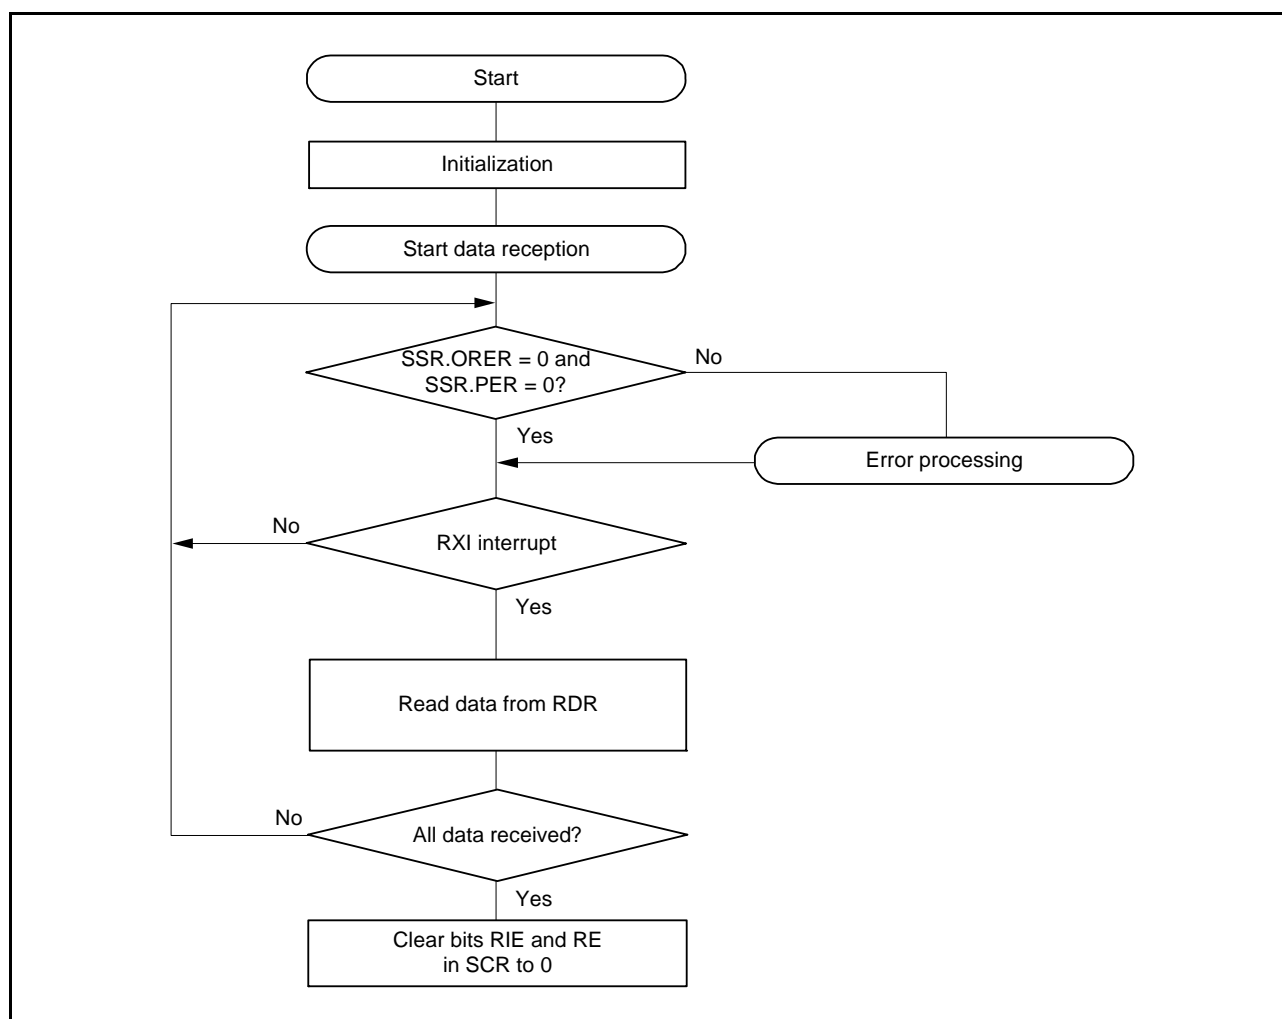 Start
Initialization
Start data reception
SSR.ORER = 0 and
SSR.PER = 0?
No
Yes
Error processing
No
RXI interrupt
Yes
Read data from RDR
No
All data received?
Yes
Clear bits RIE and RE
in SCR to 0